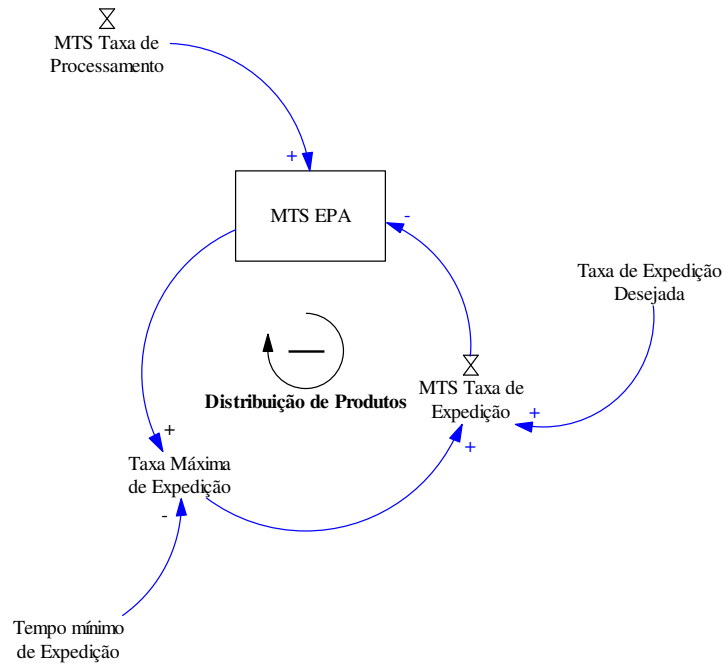 MTS Taxa de
Processamento
+
MTS EPA
-
Taxa de Expedição
Desejada
Distribuição de Produtos
MTS Taxa de
Expedição
+
+
+
Taxa Máxima
de Expedição
-
Tempo mínimo
de Expedição